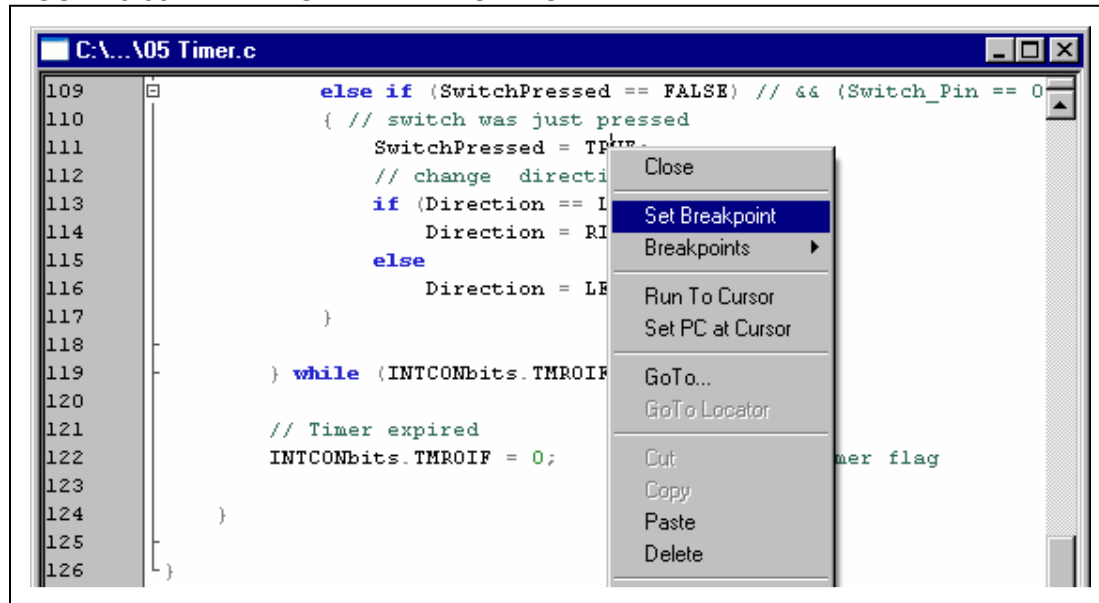 C:\...\05 Timer.c
109 else if (SwitchPressed == FALSE) // && (Switch_Pin == 0
110 { // switch was just pressed
111 SwitchPressed = TRUE;
112 // change directi
113 if (Direction == L
114 Direction = RI
115 else
116 Direction = LE
117 }
118
119 } while (INTCONbits.TMR0IF
120
121 // Timer expired
122 INTCONbits.TMR0IF = 0; mer flag
123
124 }
125
126 }
Close
Set Breakpoint
Breakpoints
Run To Cursor
Set PC at Cursor
GoTo...
GoTo Locator
Cut
Copy
Paste
Delete